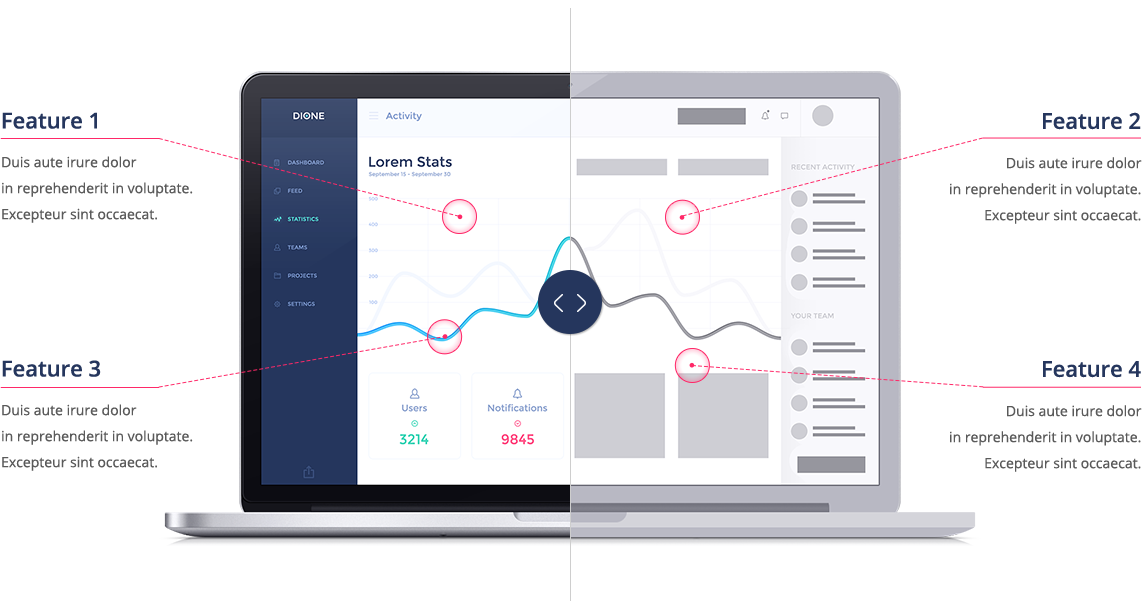 Feature 1
Duis aute irure dolor
in reprehenderit in voluptate.
Excepteur sint occaecat.
Feature 2
Duis aute irure dolor
in reprehenderit in voluptate.
Excepteur sint occaecat.
Feature 3
Duis aute irure dolor
in reprehenderit in voluptate.
Excepteur sint occaecat.
Feature 4
Duis aute irure dolor
in reprehenderit in voluptate.
Excepteur sint occaecat.
DIONE
DASHBOARD
FEED
STATISTICS
TEAMS
PROJECTS
SETTINGS
Activity
Lorem Stats
September 15 - September 30
500
400
300
200
100
Users
3214
Notifications
9845
RECENT ACTIVITY
YOUR TEAM